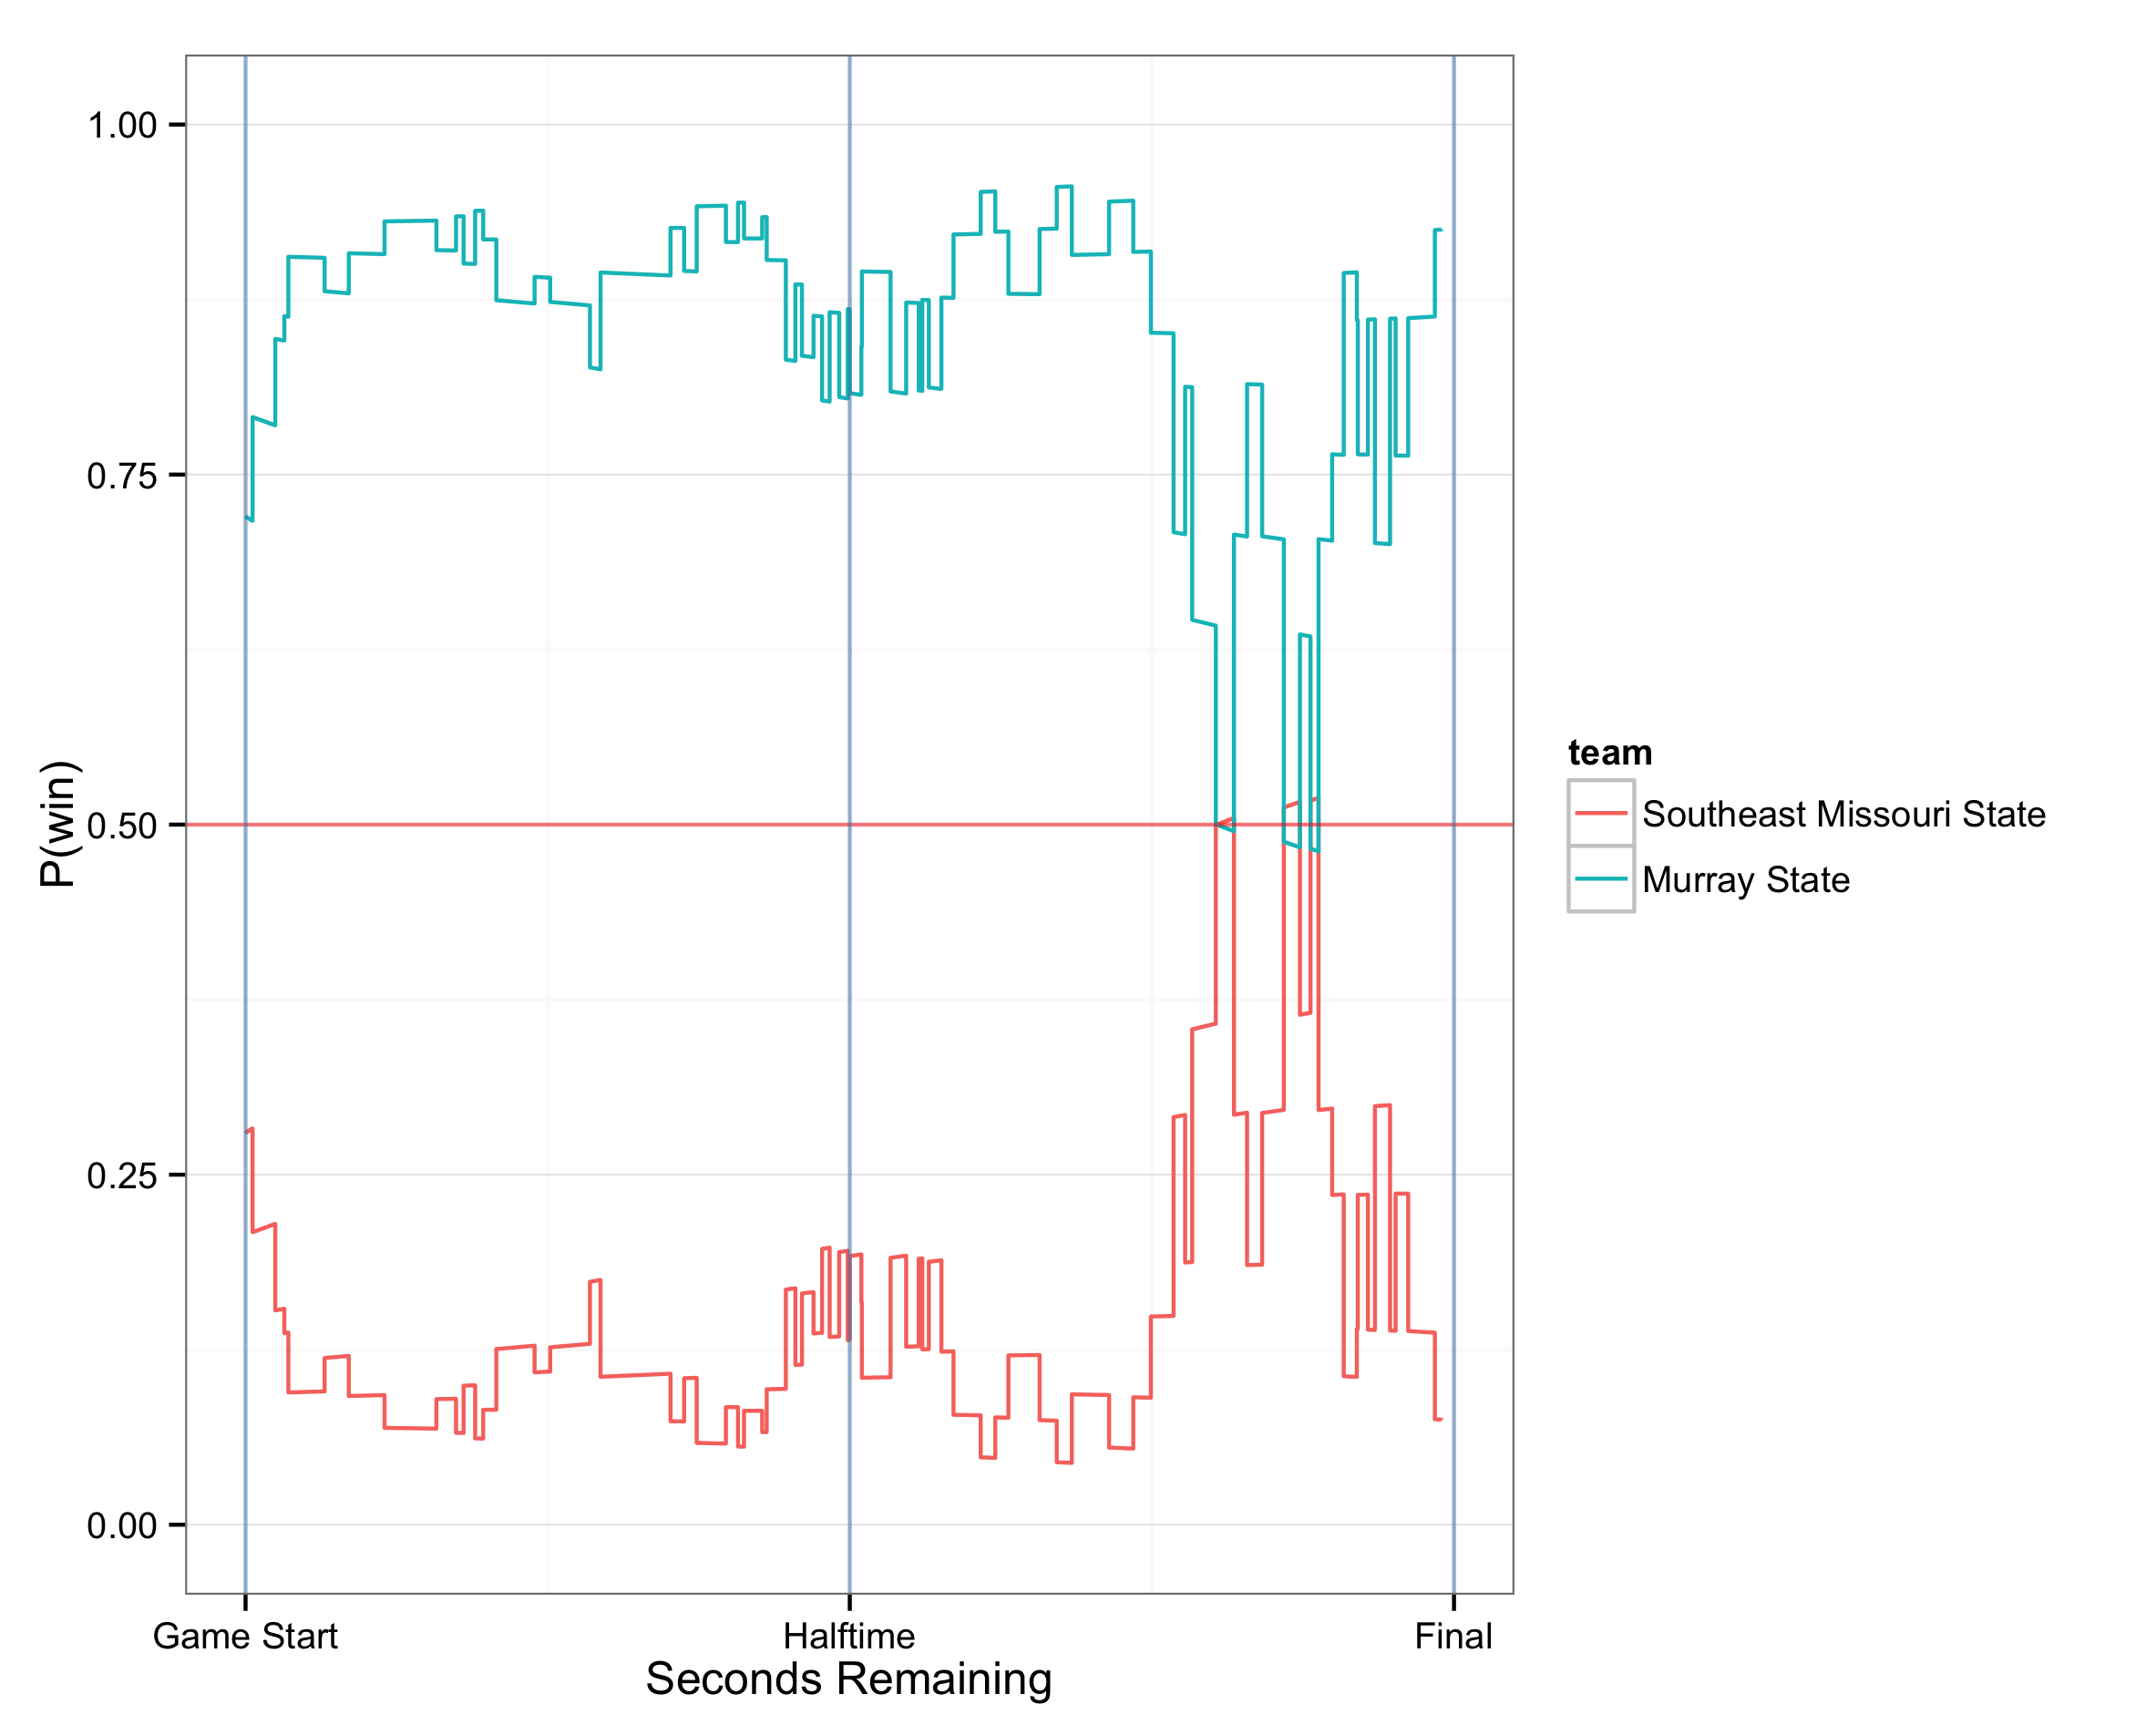 1.00
0.75
0.50
0.25
0.00
P(win)
Game Start
Halftime
Final
Seconds Remaining
team
Southeast Missouri State
Murray State